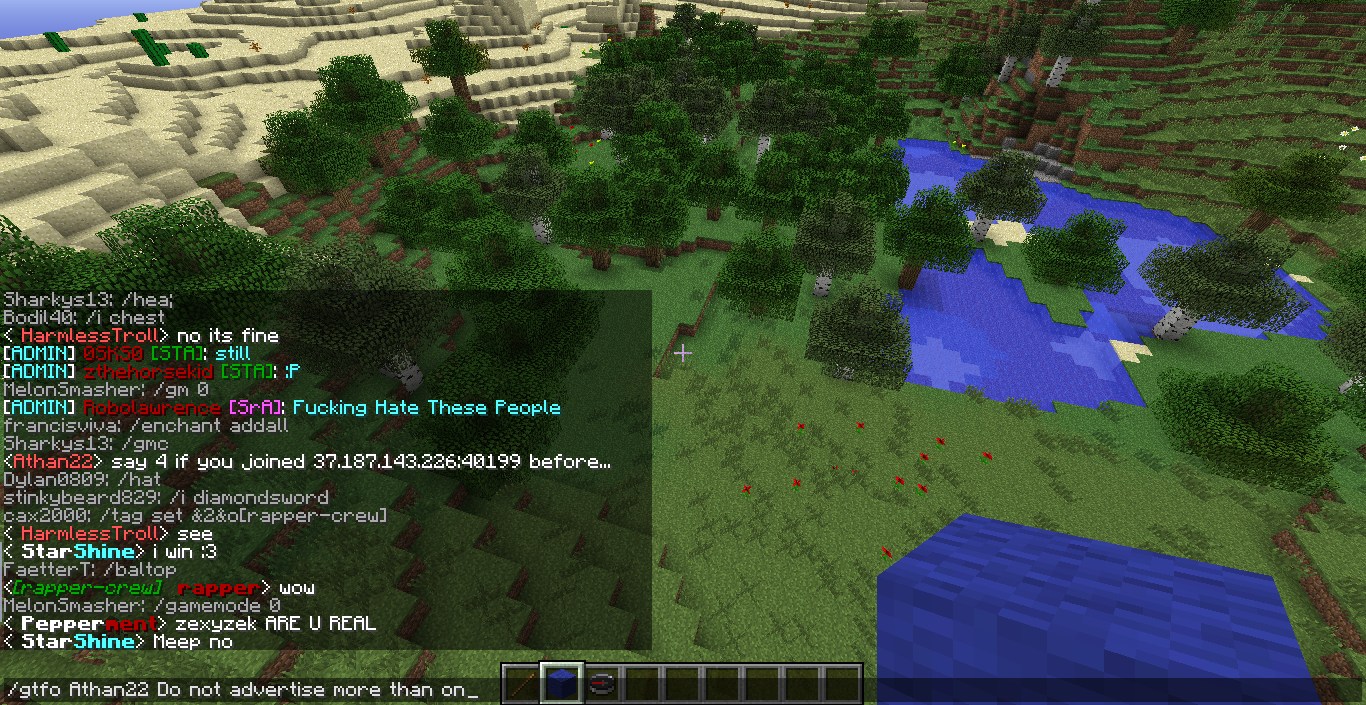 Sharkys13: /hea;
Bodil40: /i chest
< HarmlessTroll> no its fine
[ADMIN] 0SKS0 [STA]: still
[ADMIN] zthehorsekid [STA]: :P
MelonSmasher: /gm 0
[ADMIN] Robolawrence [SrA]: Fucking Hate These People
francisviva: /enchant addall
Sharkys13: /gmc
<Athan22> say 4 if you joined 37.187.143.226:40199 before...
Dylan0809: /hat
stinkybeard829: /i diamondsword
cax2000: /tag set &2&o[rapper-crew]
< HarmlessTroll> see
< StarShine> i win :3
FaetterT: /baltop
<[rapper-crew] rapper> wow
MelonSmasher: /gamemode 0
< Pepperment> zexyzek ARE U REAL
< StarShine> Meep no
/gtfo Athan22 Do not advertise more than on_